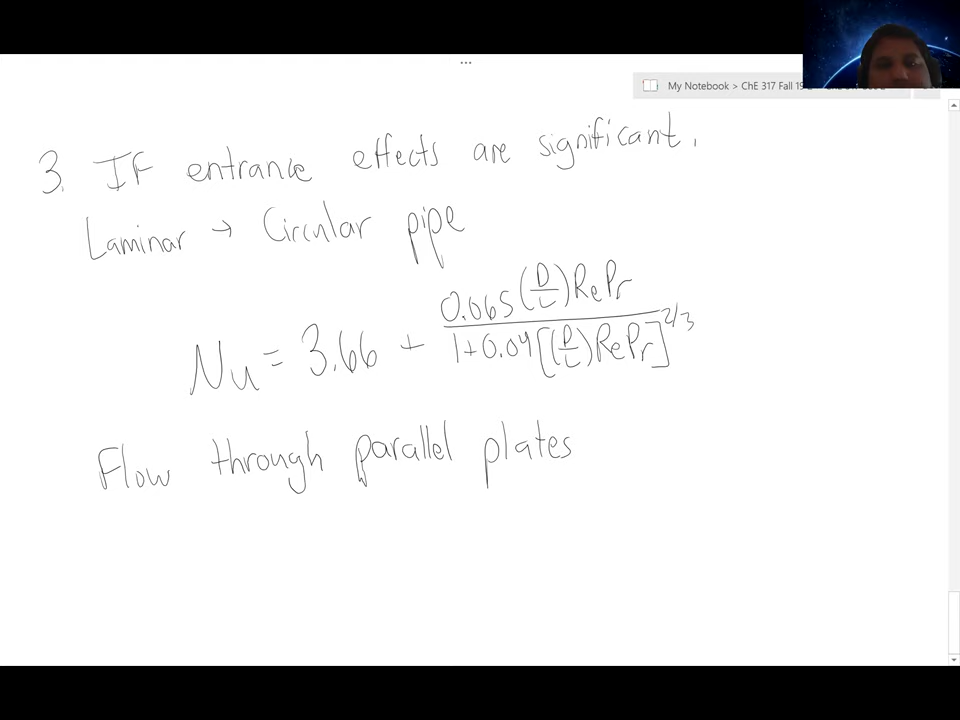 ...
My Notebook > ChE 317 Fall 19
3. IF entrance effects are significant.
Laminar → Circular pipe
Nu = 3.66 + 0.065 (D/L) Re Pr / 1+0.04 [(D/L) Re Pr]^2/3
Flow through parallel plates